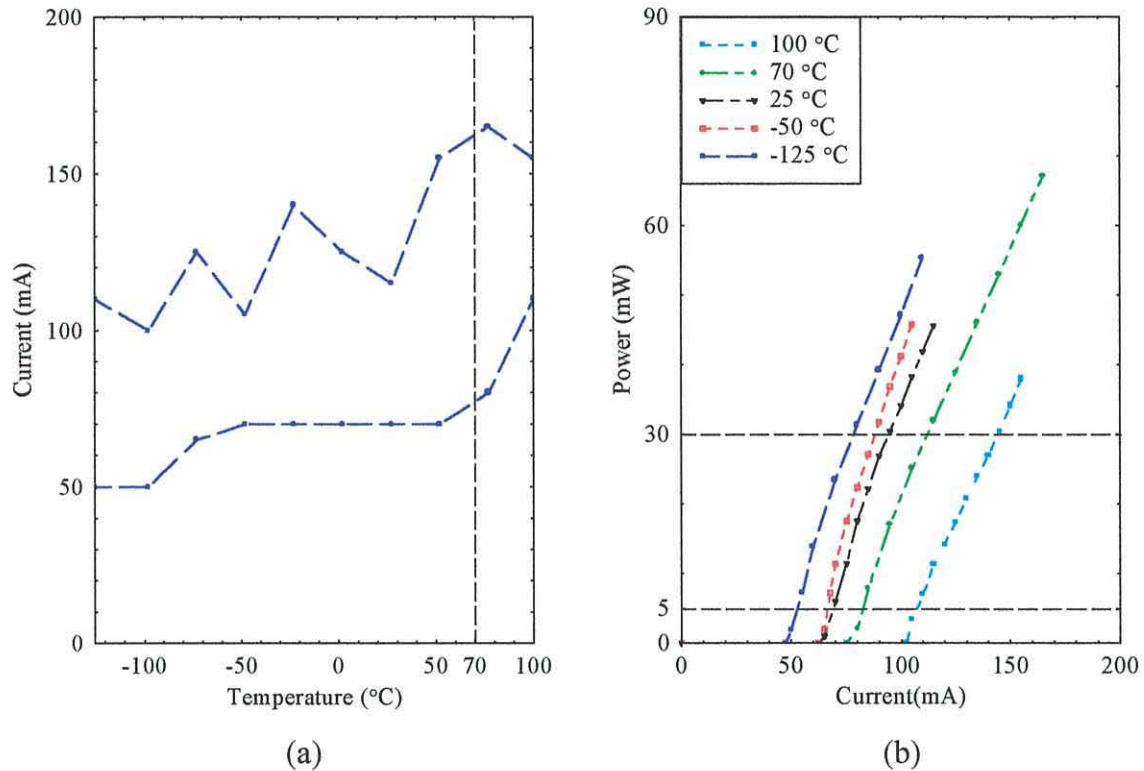 200
150
100
50
0
Current (mA)
-100 -50 0 50 70 100
Temperature (°C)
(a)
90
60
30
5
0
Power (mW)
100 °C
70 °C
25 °C
-50 °C
-125 °C
0 50 100 150 200
Current(mA)
(b)